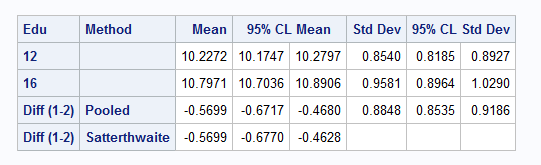 Edu Method Mean 95% CL Mean Std Dev 95% CL Std Dev
12 10.2272 10.1747 10.2797 0.8540 0.8185 0.8927
16 10.7971 10.7036 10.8906 0.9581 0.8964 1.0290
Diff (1-2) Pooled -0.5699 -0.6717 -0.4680 0.8848 0.8535 0.9186
Diff (1-2) Satterthwaite -0.5699 -0.6770 -0.4628